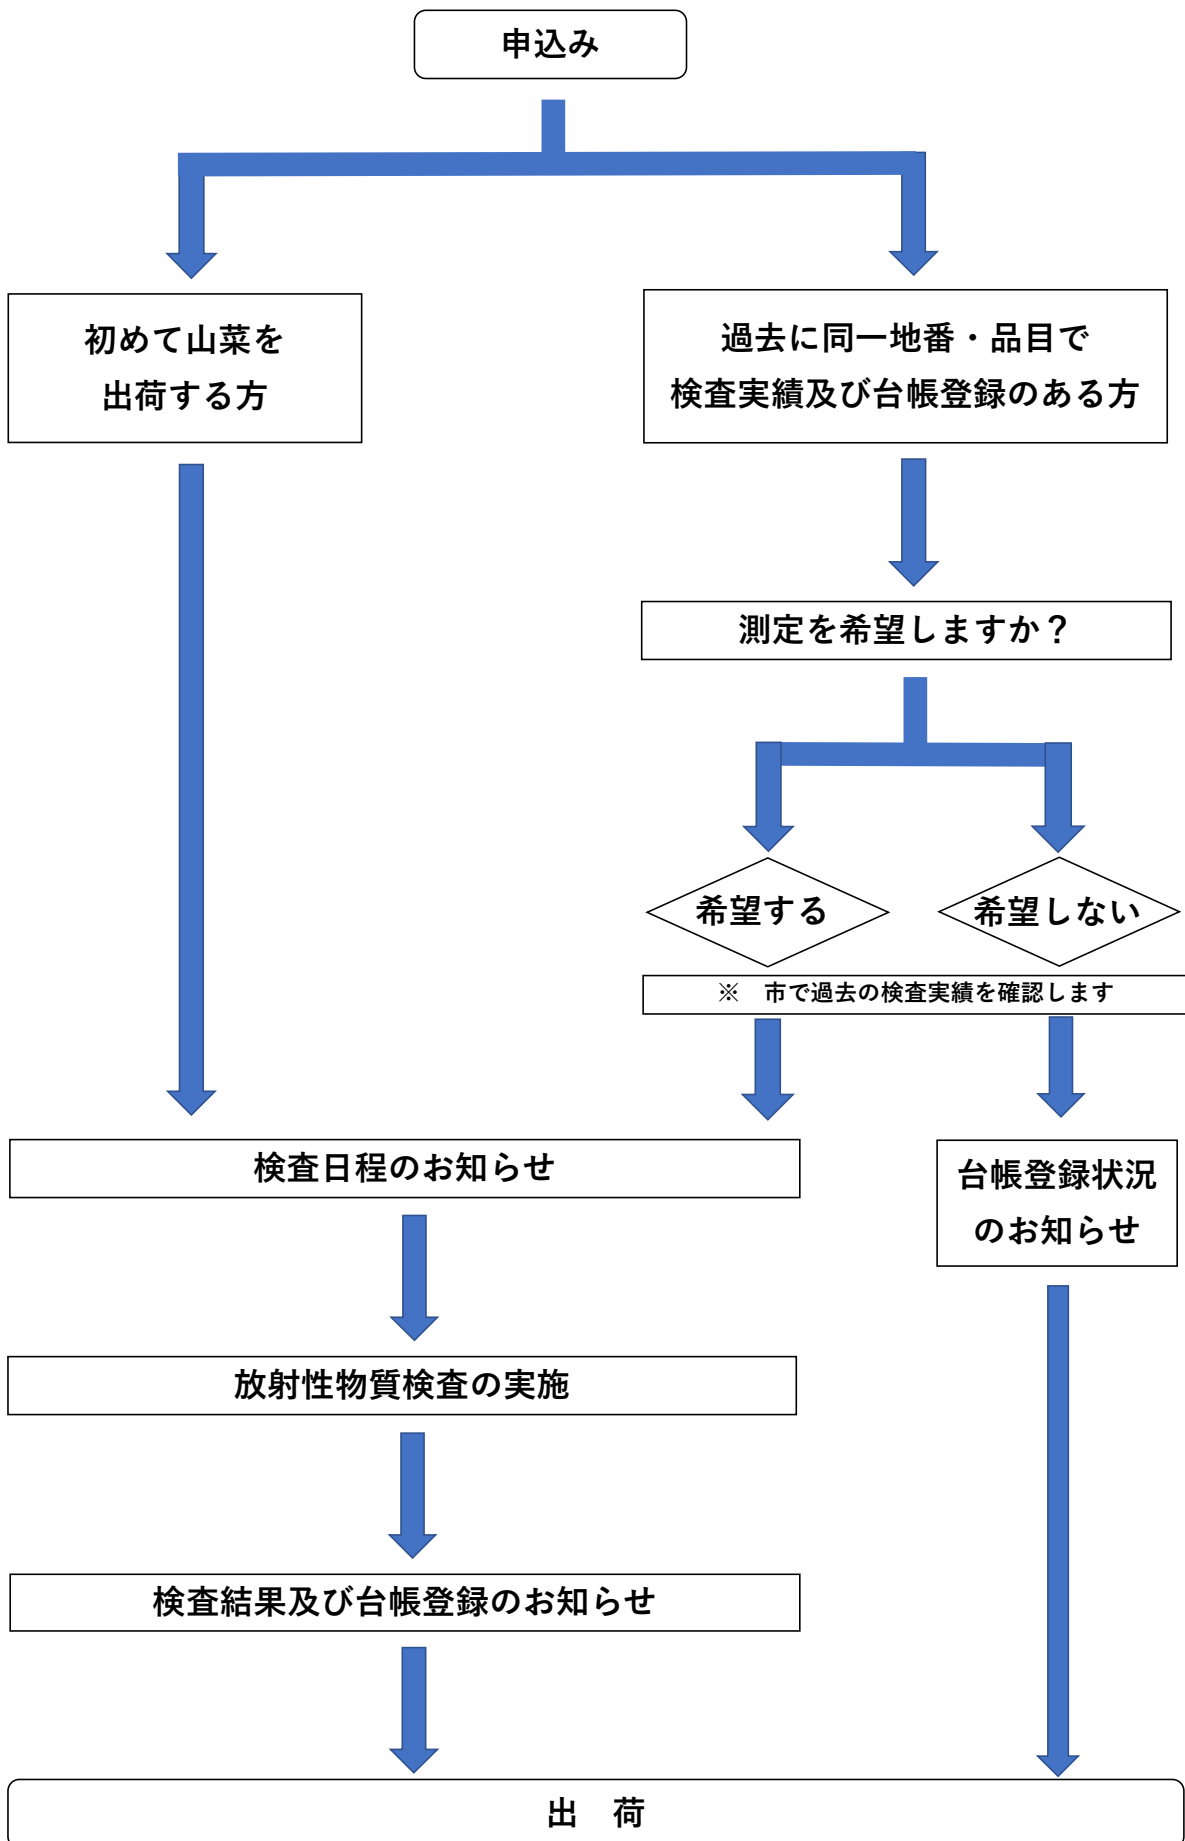 申込み
初めて山菜を
出荷する方
過去に同一地番・品目で
検査実績及び台帳登録のある方
測定を希望しますか？
希望する
希望しない
※　市で過去の検査実績を確認します
検査日程のお知らせ
台帳登録状況
のお知らせ
放射性物質検査の実施
検査結果及び台帳登録のお知らせ
出　荷